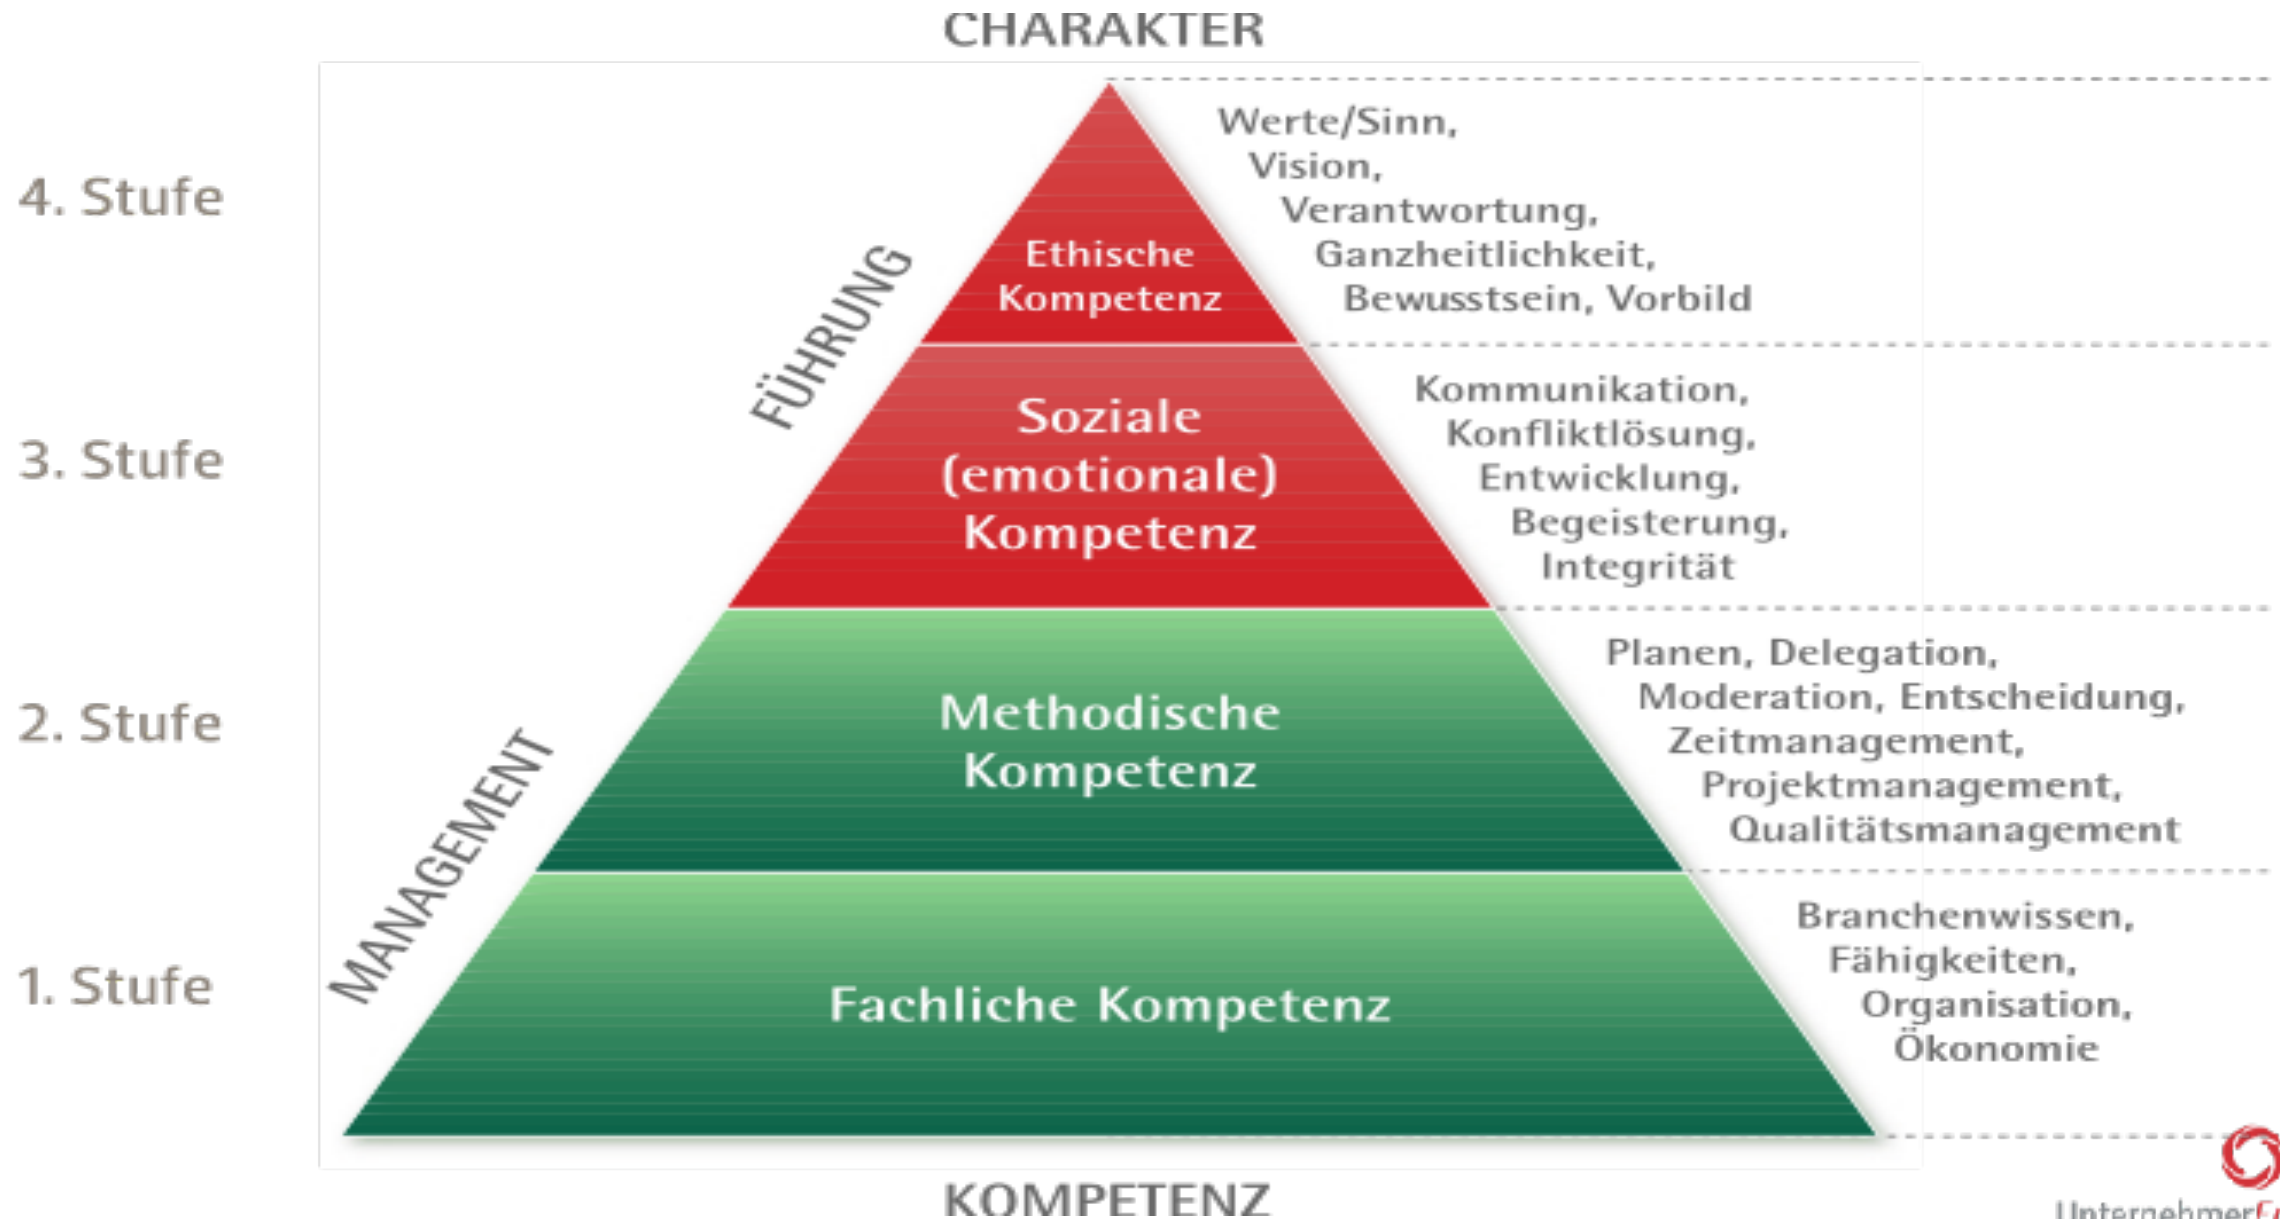 CHARAKTER
4. Stufe
FÜHRUNG
Ethische
Kompetenz
Werte/Sinn,
Vision,
Verantwortung,
Ganzheitlichkeit,
Bewusstsein, Vorbild
3. Stufe
Soziale
(emotionale)
Kompetenz
Kommunikation,
Konfliktlösung,
Entwicklung,
Begeisterung,
Integrität
2. Stufe
MANAGEMENT
Methodische
Kompetenz
Planen, Delegation,
Moderation, Entscheidung,
Zeitmanagement,
Projektmanagement,
Qualitätsmanagement
1. Stufe
Fachliche Kompetenz
Branchenwissen,
Fähigkeiten,
Organisation,
Ökonomie
KOMPETENZ